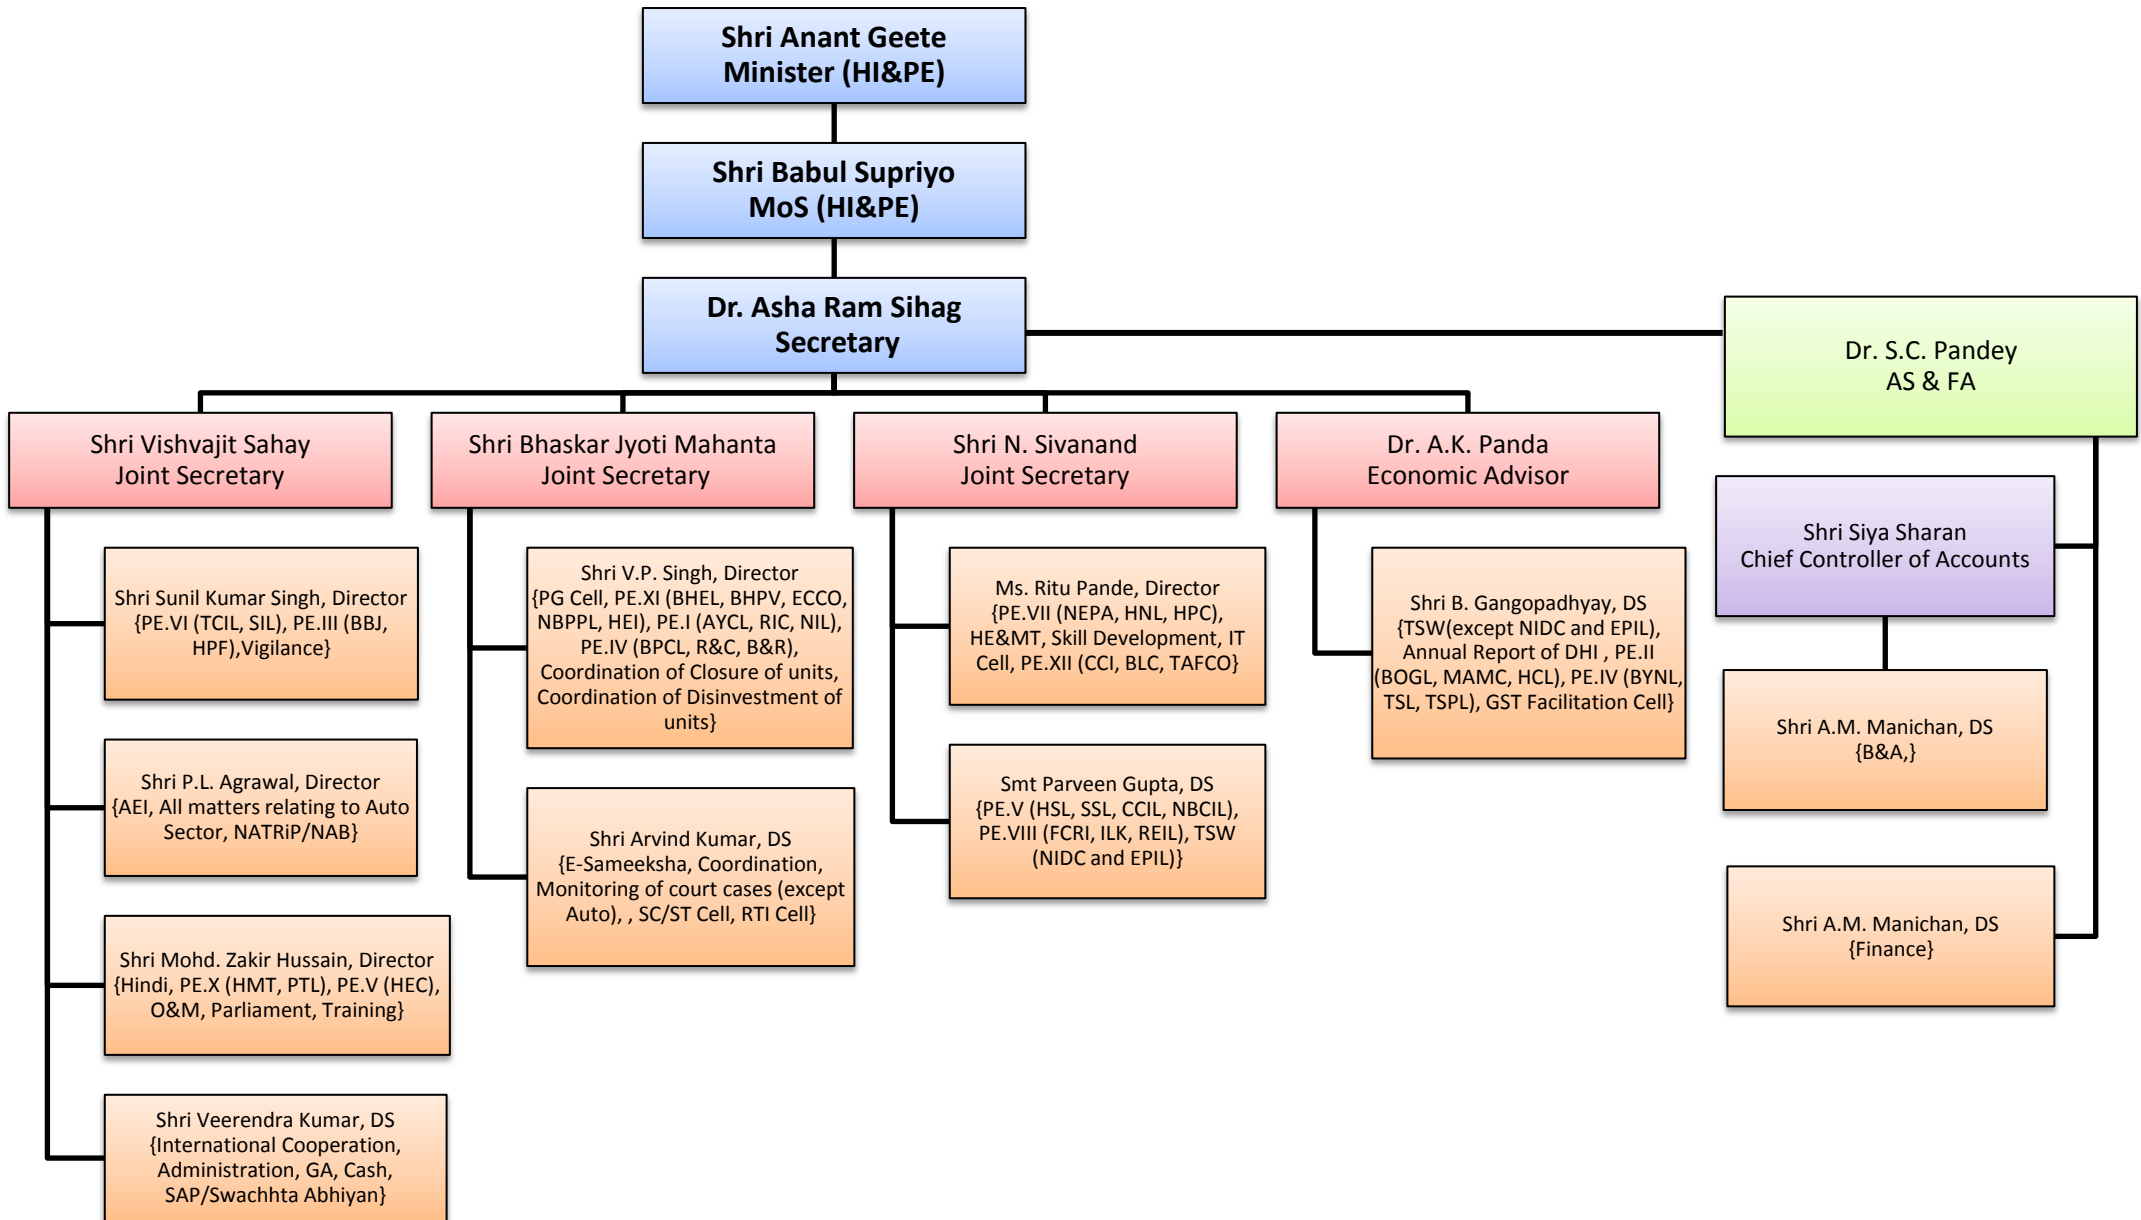 Shri Anant Geete
Minister (HI&PE)
Shri Babul Supriyo
MoS (HI&PE)
Dr. Asha Ram Sihag
Secretary
Dr. S.C. Pandey
AS & FA
Shri Vishvajit Sahay
Joint Secretary
Shri Bhaskar Jyoti Mahanta
Joint Secretary
Shri N. Sivanand
Joint Secretary
Dr. A.K. Panda
Economic Advisor
Shri Siya Sharan
Chief Controller of Accounts
Shri Sunil Kumar Singh, Director
{PE.VI (TCIL, SIL), PE.III (BBJ,
HPF),Vigilance}
Shri P.L. Agrawal, Director
{AEI, All matters relating to Auto
Sector, NATRiP/NAB}
Shri Mohd. Zakir Hussain, Director
{Hindi, PE.X (HMT, PTL), PE.V (HEC),
O&M, Parliament, Training}
Shri Veerendra Kumar, DS
{International Cooperation,
Administration, GA, Cash,
SAP/Swachhta Abhiyan}
Shri V.P. Singh, Director
{PG Cell, PE.XI (BHEL, BHPV, ECCO,
NBPPL, HEI), PE.I (AYCL, RIC, NIL),
PE.IV (BPCL, R&C, B&R),
Coordination of Closure of units,
Coordination of Disinvestment of
units}
Shri Arvind Kumar, DS
{E-Sameeksha, Coordination,
Monitoring of court cases (except
Auto), , SC/ST Cell, RTI Cell}
Ms. Ritu Pande, Director
{PE.VII (NEPA, HNL, HPC),
HE&MT, Skill Development, IT
Cell, PE.XII (CCI, BLC, TAFCO}
Smt Parveen Gupta, DS
{PE.V (HSL, SSL, CCIL, NBCIL),
PE.VIII (FCRI, ILK, REIL), TSW
(NIDC and EPIL)}
Shri B. Gangopadhyay, DS
{TSW(except NIDC and EPIL),
Annual Report of DHI , PE.II
(BOGL, MAMC, HCL), PE.IV (BYNL,
TSL, TSPL), GST Facilitation Cell}
Shri A.M. Manichan, DS
{B&A,}
Shri A.M. Manichan, DS
{Finance}